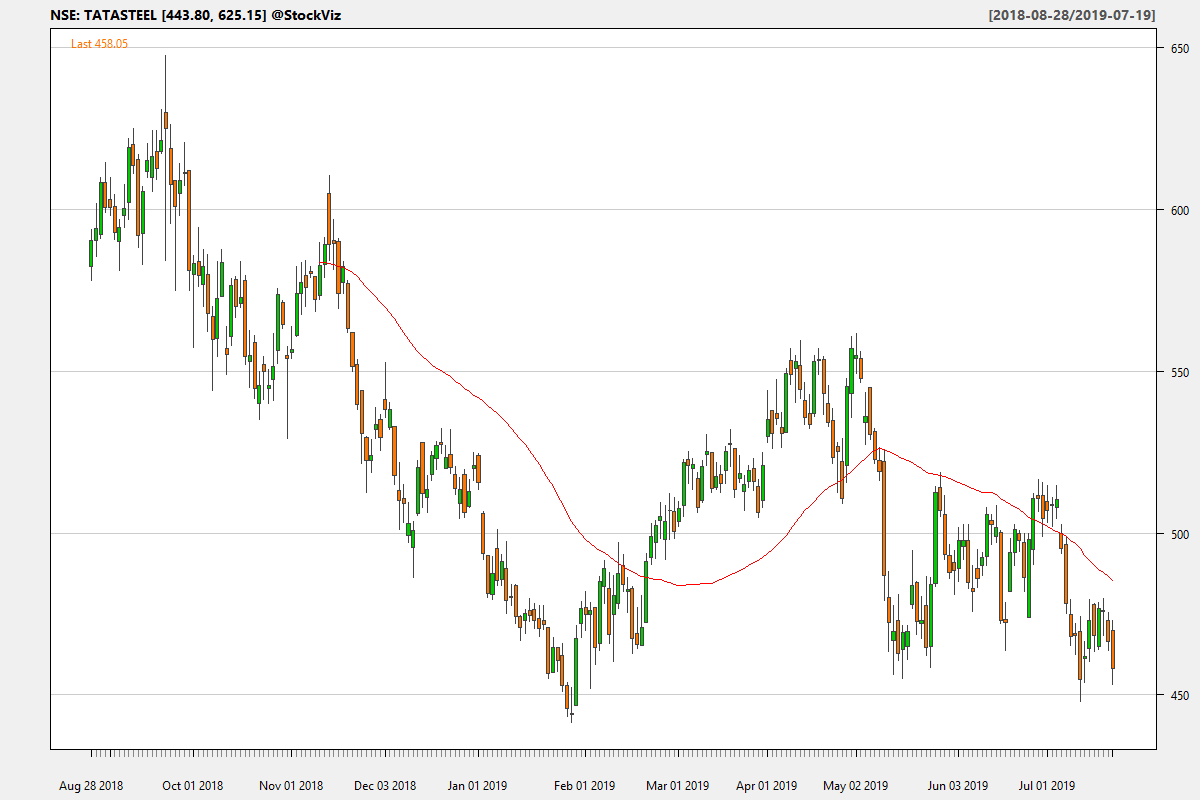 NSE: TATASTEEL [443.80, 625.15] @StockViz [2018-08-28/2019-07-19]
Last 458.05
650
600
550
500
450
Aug 28 2018 Oct 01 2018 Nov 01 2018 Dec 03 2018 Jan 01 2019 Feb 01 2019 Mar 01 2019 Apr 01 2019 May 02 2019 Jun 03 2019 Jul 01 2019